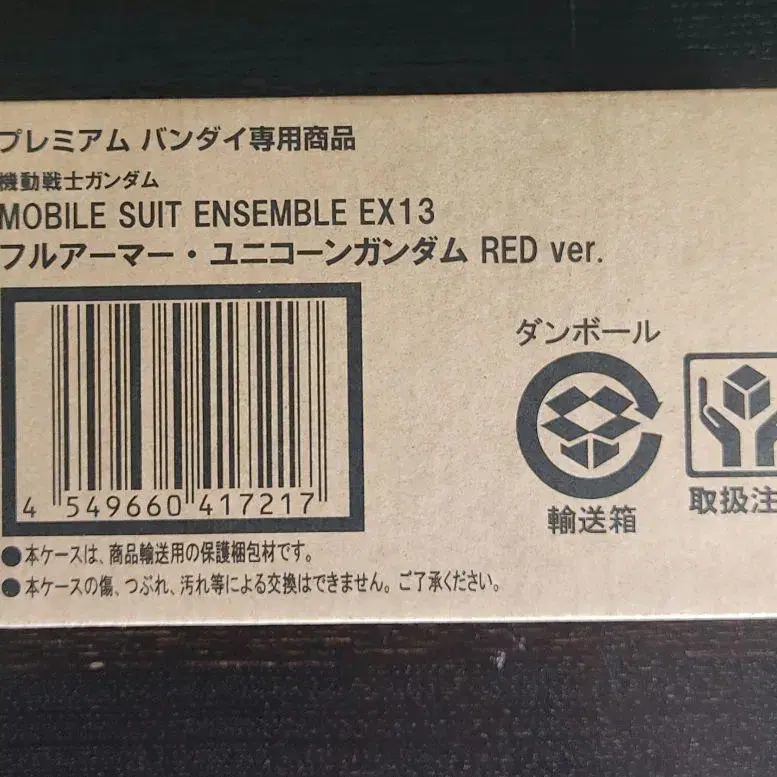 プレミアム バンダイ専用商品
機動戦士ガンダム
MOBILE SUIT ENSEMBLE EX13
フルアーマー・ユニコーンガンダム RED ver.
4 549660 417217
ダンボール
輸送箱
取扱注
●本ケースは、商品輸送用の保護梱包材です。
●本ケースの傷、つぶれ、汚れ等による交換はできません。ご了承ください。